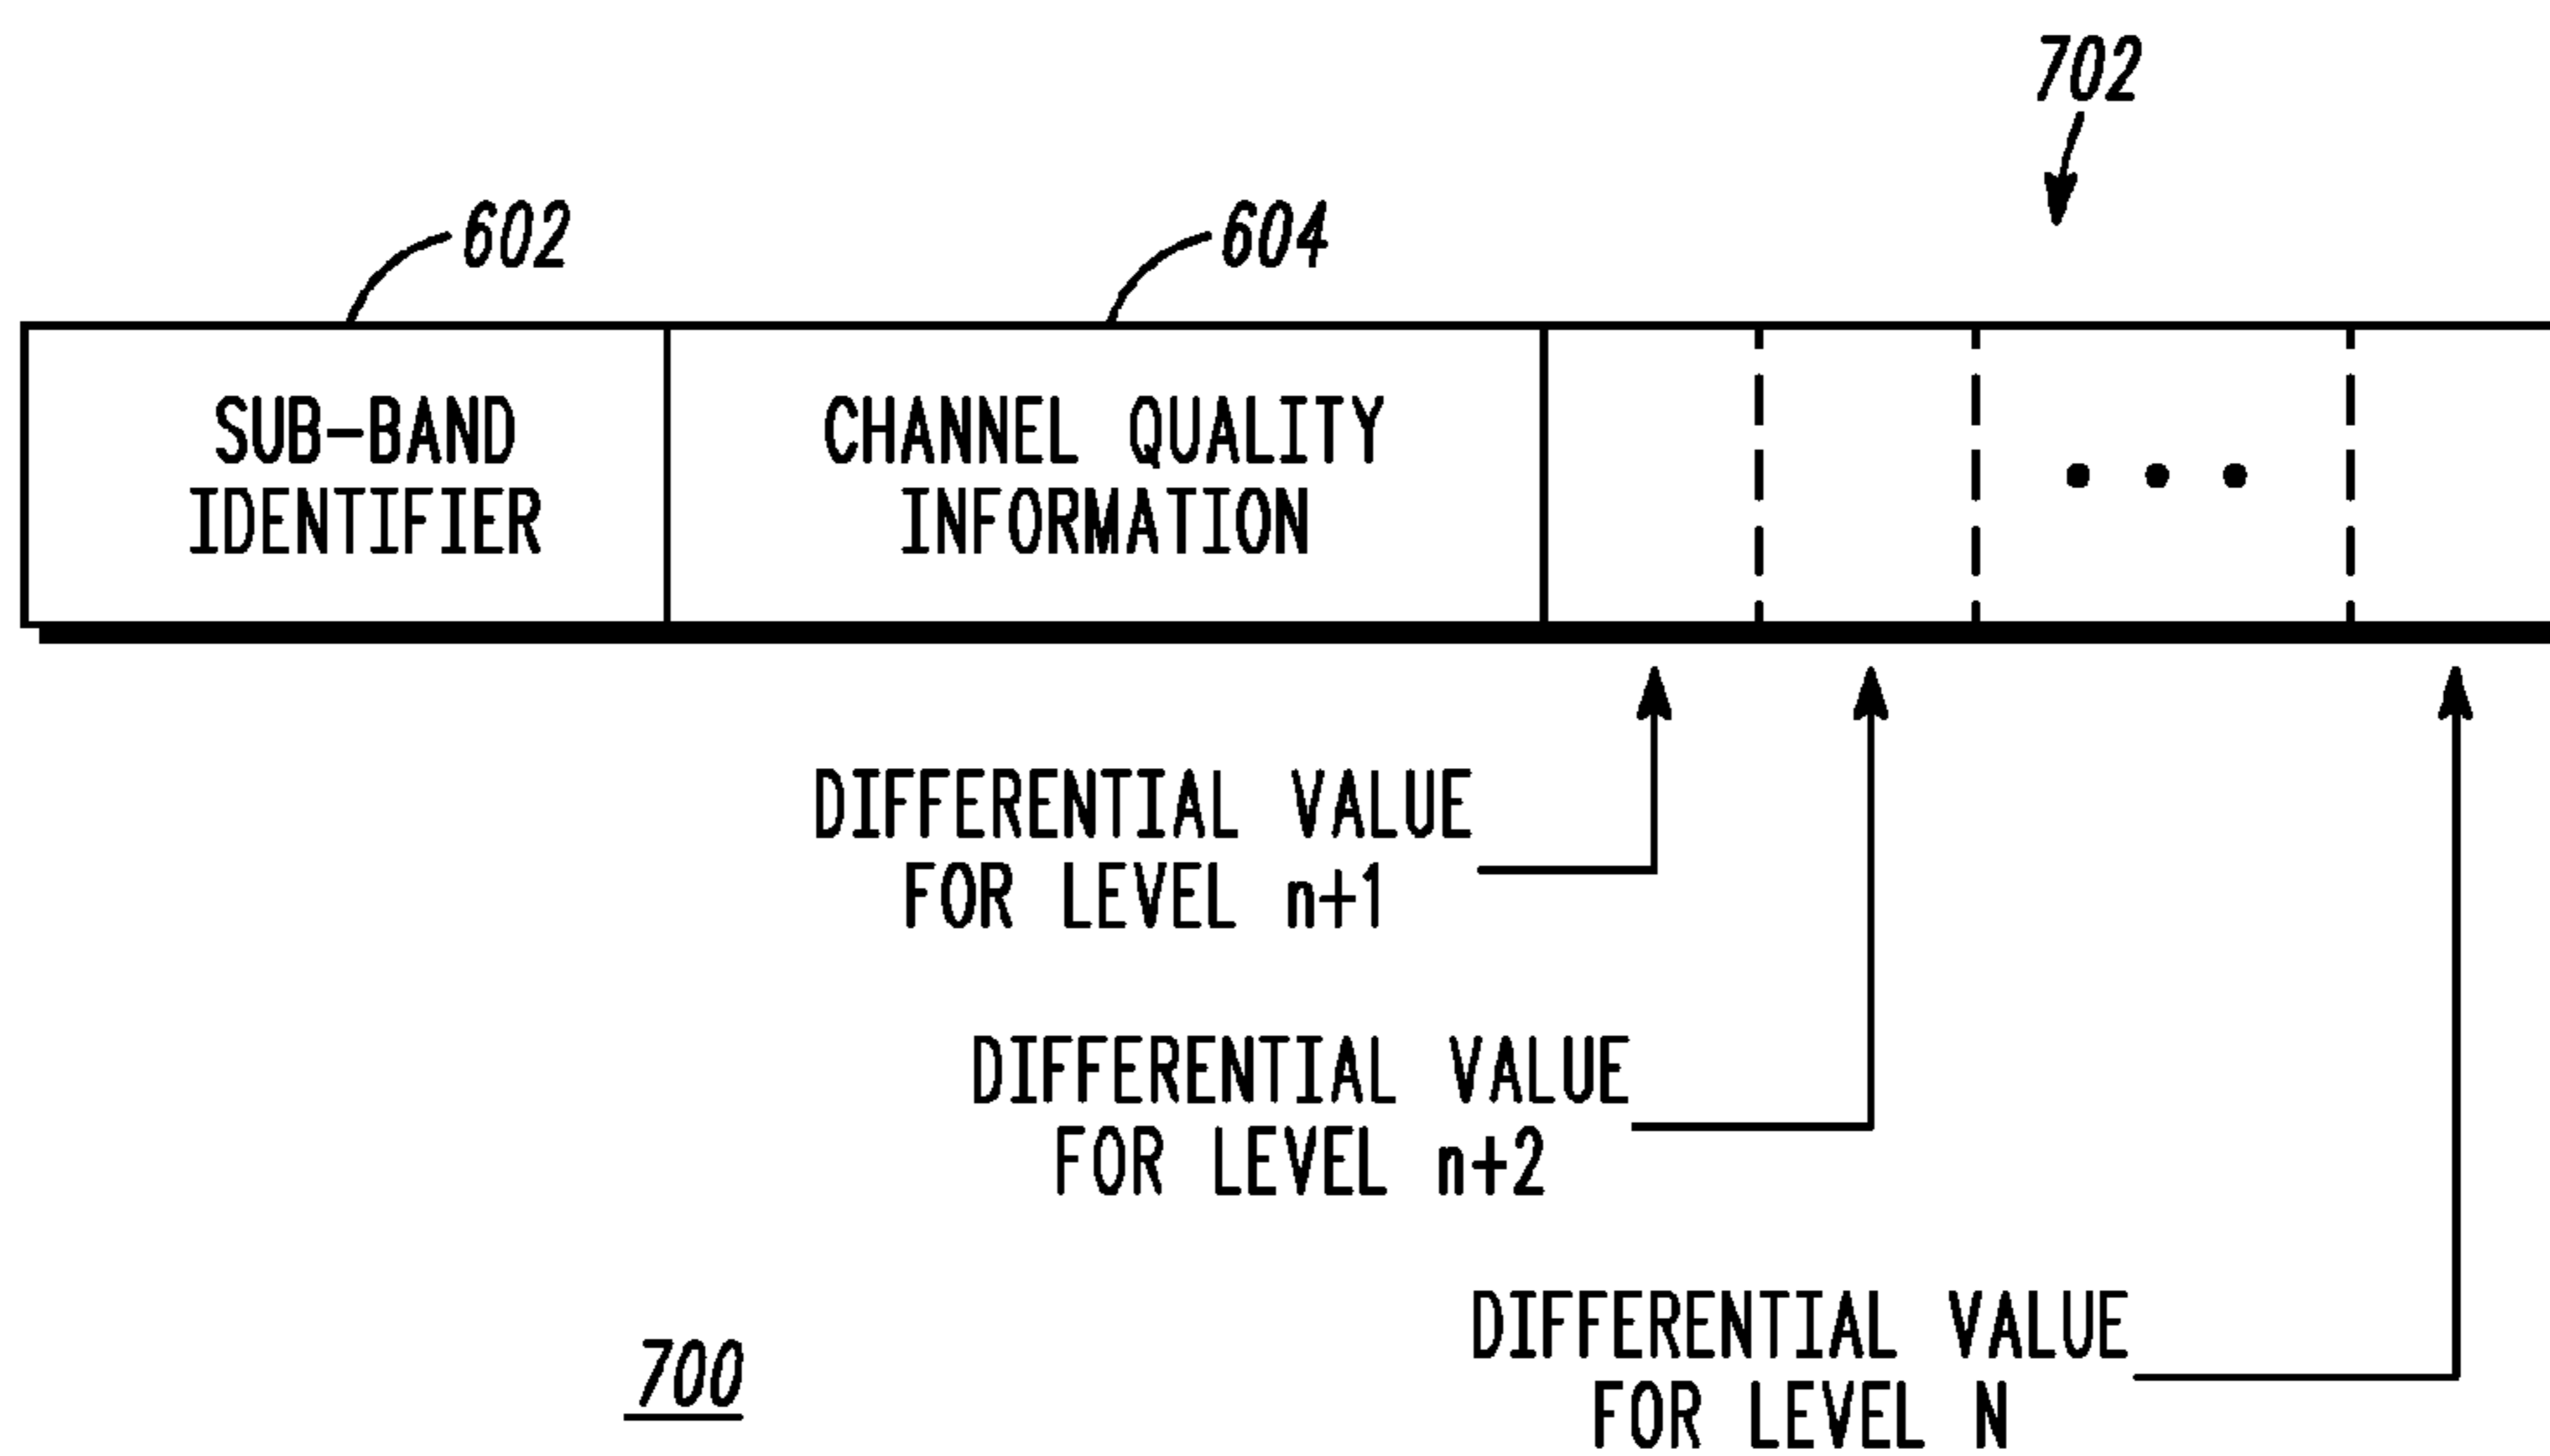 702
602
604
SUB-BAND
IDENTIFIER
CHANNEL QUALITY
INFORMATION
DIFFERENTIAL VALUE
FOR LEVEL n+1
DIFFERENTIAL VALUE
FOR LEVEL n+2
DIFFERENTIAL VALUE
FOR LEVEL N
700